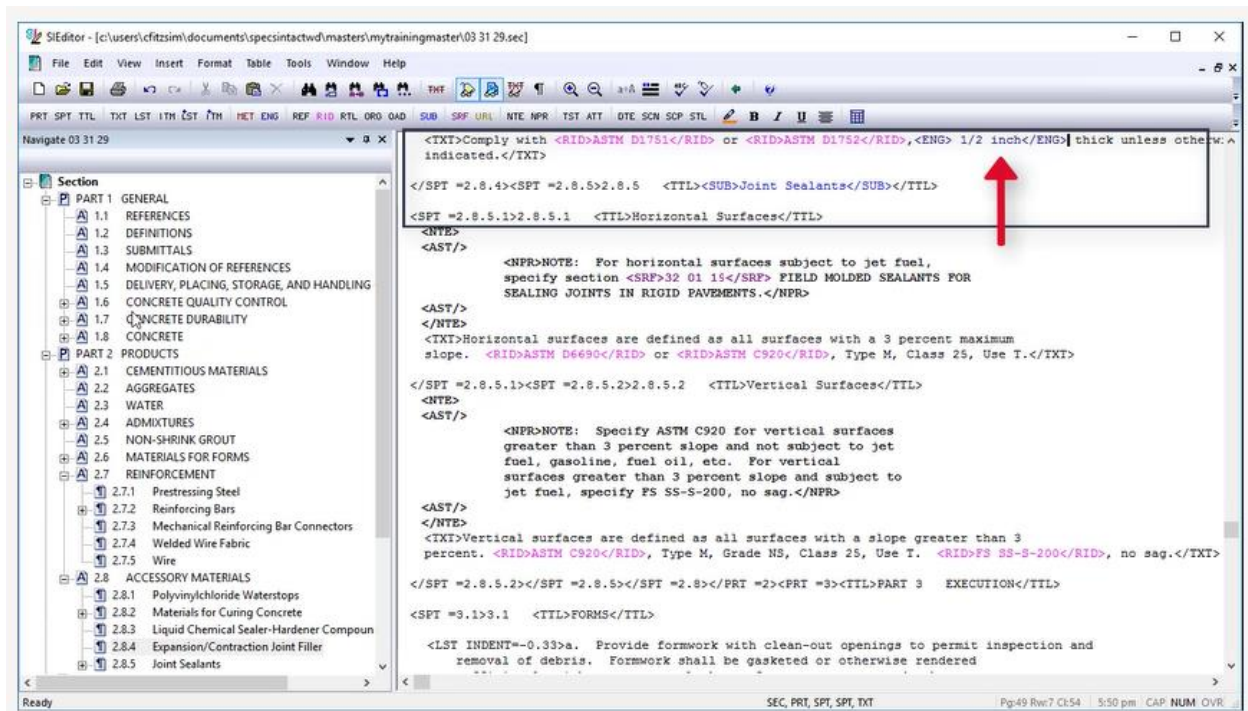 SIEditor - [c:\users\cfitzsim\documents\specsintactwd\masters\mytrainingmaster\03 31 29.sec]
File Edit View Insert Format Table Tools Window Help
PRT SPT TTL TXT LST ITM LST ITM MET ENG REF RID RTL ORG OAD SUB SRF URL NTE NPR TST ATT DTE SCN SCP STL B I U
Navigate 03 31 29
Section
PART 1 GENERAL
1.1 REFERENCES
1.2 DEFINITIONS
1.3 SUBMITTALS
1.4 MODIFICATION OF REFERENCES
1.5 DELIVERY, PLACING, STORAGE, AND HANDLING
1.6 CONCRETE QUALITY CONTROL
1.7 CONCRETE DURABILITY
1.8 CONCRETE
PART 2 PRODUCTS
2.1 CEMENTITIOUS MATERIALS
2.2 AGGREGATES
2.3 WATER
2.4 ADMIXTURES
2.5 NON-SHRINK GROUT
2.6 MATERIALS FOR FORMS
2.7 REINFORCEMENT
2.7.1 Prestressing Steel
2.7.2 Reinforcing Bars
2.7.3 Mechanical Reinforcing Bar Connectors
2.7.4 Welded Wire Fabric
2.7.5 Wire
2.8 ACCESSORY MATERIALS
2.8.1 Polyvinylchloride Waterstops
2.8.2 Materials for Curing Concrete
2.8.3 Liquid Chemical Sealer-Hardener Compoun
2.8.4 Expansion/Contraction Joint Filler
2.8.5 Joint Sealants
<TXT>Comply with <RID>ASTM D1751</RID> or <RID>ASTM D1752</RID>,<ENG> 1/2 inch</ENG> thick unless otherw
indicated.</TXT>
</SPT =2.8.4><SPT =2.8.5>2.8.5 <TTL><SUB>Joint Sealants</SUB></TTL>
<SPT =2.8.5.1>2.8.5.1 <TTL>Horizontal Surfaces</TTL>
<NTE>
<AST/>
<NPR>NOTE: For horizontal surfaces subject to jet fuel,
specify section <SRF>32 01 19</SRF> FIELD MOLDED SEALANTS FOR
SEALING JOINTS IN RIGID PAVEMENTS.</NPR>
<AST/>
</NTE>
<TXT>Horizontal surfaces are defined as all surfaces with a 3 percent maximum
slope. <RID>ASTM D6690</RID> or <RID>ASTM C920</RID>, Type M, Class 25, Use T.</TXT>
</SPT =2.8.5.1><SPT =2.8.5.2>2.8.5.2 <TTL>Vertical Surfaces</TTL>
<NTE>
<AST/>
<NPR>NOTE: Specify ASTM C920 for vertical surfaces
greater than 3 percent slope and not subject to jet
fuel, gasoline, fuel oil, etc. For vertical
surfaces greater than 3 percent slope and subject to
jet fuel, specify FS SS-S-200, no sag.</NPR>
<AST/>
</NTE>
<TXT>Vertical surfaces are defined as all surfaces with a slope greater than 3
percent. <RID>ASTM C920</RID>, Type M, Grade NS, Class 25, Use T. <RID>FS SS-S-200</RID>, no sag.</TXT>
</SPT =2.8.5.2></SPT =2.8.5></SPT =2.8></PRT =2><PRT =3><TTL>PART 3 EXECUTION</TTL>
<SPT =3.1>3.1 <TTL>FORMS</TTL>
<LST INDENT=-0.33>a. Provide formwork with clean-out openings to permit inspection and
removal of debris. Formwork shall be gasketed or otherwise rendered
Ready
SEC, PRT, SPT, SPT, TXT
Pg:49 Rw:7 Cl:54 5:50 pm CAP NUM OVR